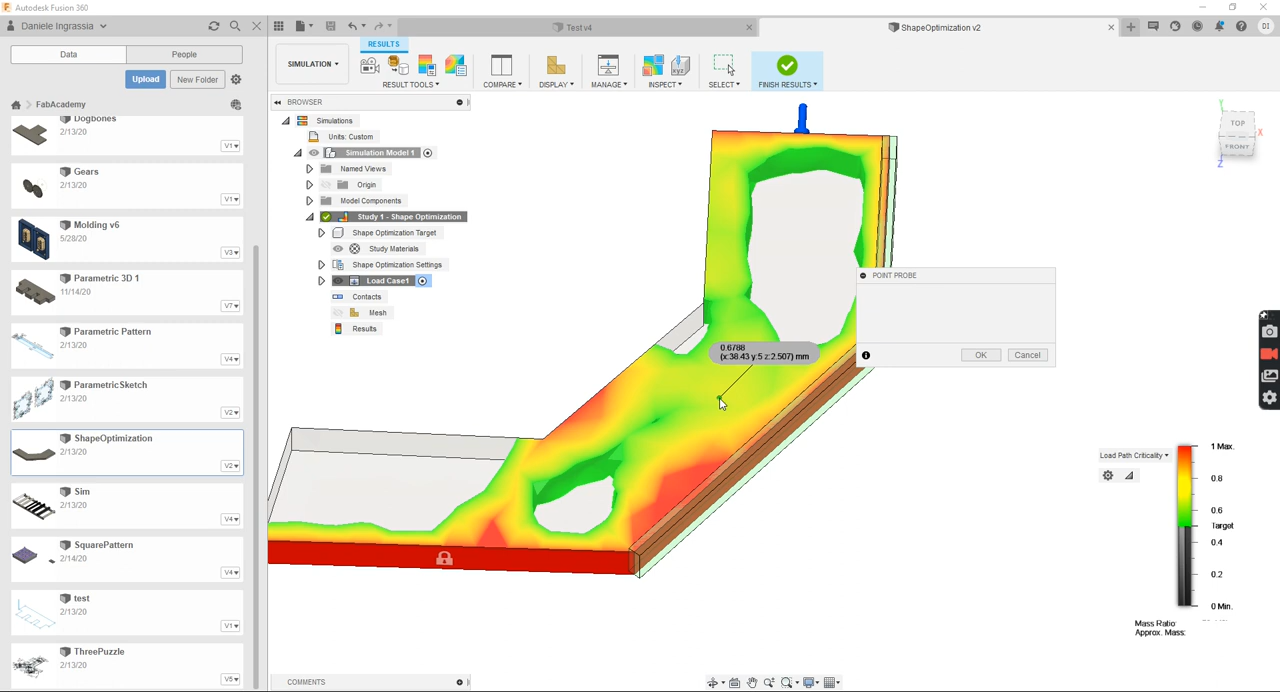 Autodesk Fusion 360
Daniele Ingrassia
Test v4
ShapeOptimization v2
DI
Data
People
Upload
New Folder
FabAcademy
Dogbones
2/13/20
V1
Gears
2/13/20
V1
Molding v6
5/28/20
V3
Parametric 3D 1
11/14/20
V7
Parametric Pattern
2/13/20
V4
ParametricSketch
2/13/20
V2
ShapeOptimization
2/13/20
V2
Sim
2/13/20
V4
SquarePattern
2/14/20
V4
test
2/13/20
V1
ThreePuzzle
2/13/20
V5
RESULTS
SIMULATION
RESULT TOOLS
COMPARE
DISPLAY
MANAGE
INSPECT
SELECT
FINISH RESULTS
BROWSER
Simulations
Units: Custom
Simulation Model 1
Named Views
Origin
Model Components
Study 1 - Shape Optimization
Shape Optimization Target
Study Materials
Shape Optimization Settings
Load Case1
Contacts
Mesh
Results
0.6788
(x:38.43 y:5 z:2.507) mm
POINT PROBE
OK
Cancel
Y
TOP
X
FRONT
Z
Load Path Criticality
1 Max.
0.8
0.6
Target
0.4
0.2
0 Min.
Mass Ratio:
Approx. Mass:
COMMENTS